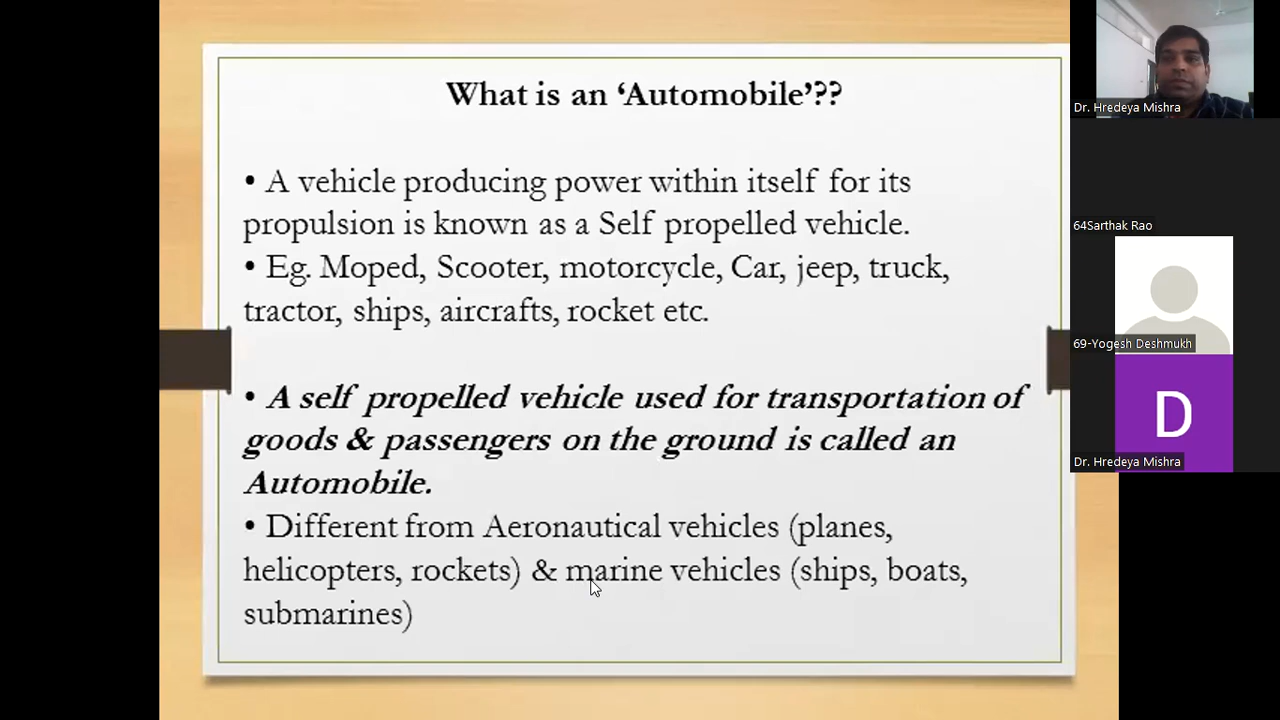 What is an ‘Automobile’??
• A vehicle producing power within itself for its
propulsion is known as a Self propelled vehicle.
• Eg. Moped, Scooter, motorcycle, Car, jeep, truck,
tractor, ships, aircrafts, rocket etc.
• A self propelled vehicle used for transportation of
goods & passengers on the ground is called an
Automobile.
• Different from Aeronautical vehicles (planes,
helicopters, rockets) & marine vehicles (ships, boats,
submarines)
Dr. Hredeya Mishra
64Sarthak Rao
69-Yogesh Deshmukh
D
Dr. Hredeya Mishra